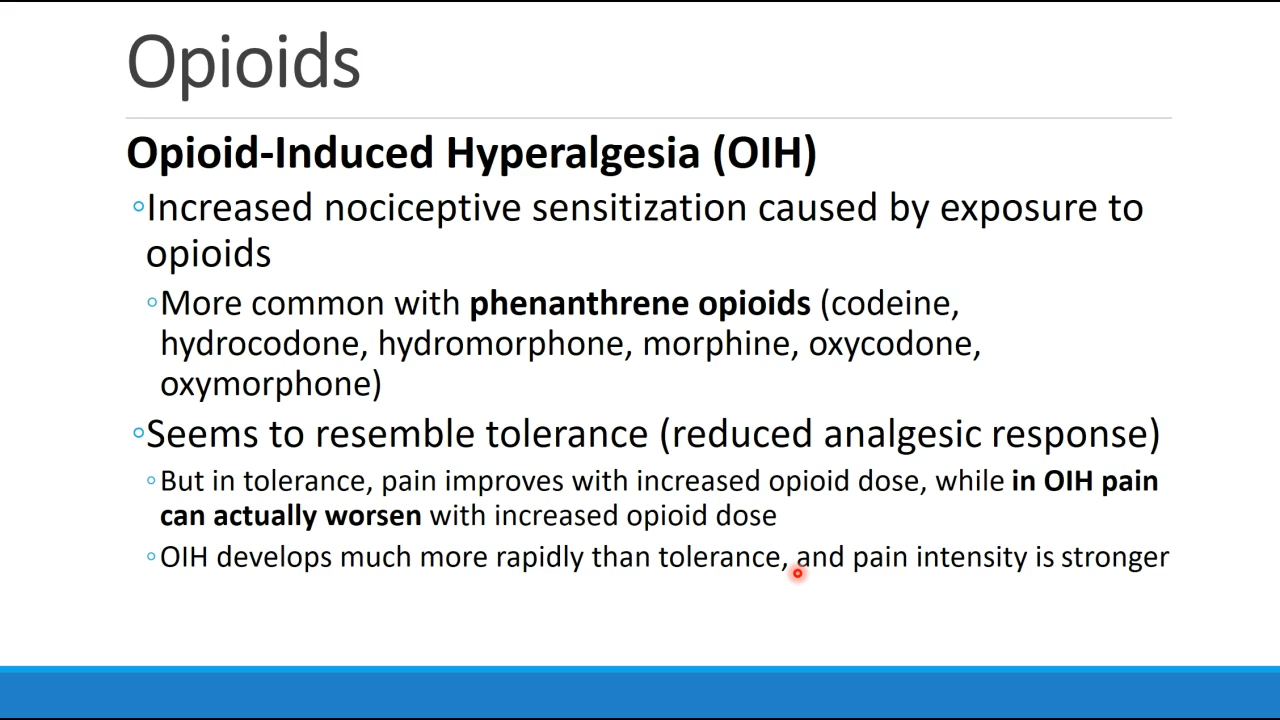 Opioids
Opioid-Induced Hyperalgesia (OIH)
◦Increased nociceptive sensitization caused by exposure to
opioids
◦More common with phenanthrene opioids (codeine,
hydrocodone, hydromorphone, morphine, oxycodone,
oxymorphone)
◦Seems to resemble tolerance (reduced analgesic response)
◦But in tolerance, pain improves with increased opioid dose, while in OIH pain
can actually worsen with increased opioid dose
◦OIH develops much more rapidly than tolerance, and pain intensity is stronger